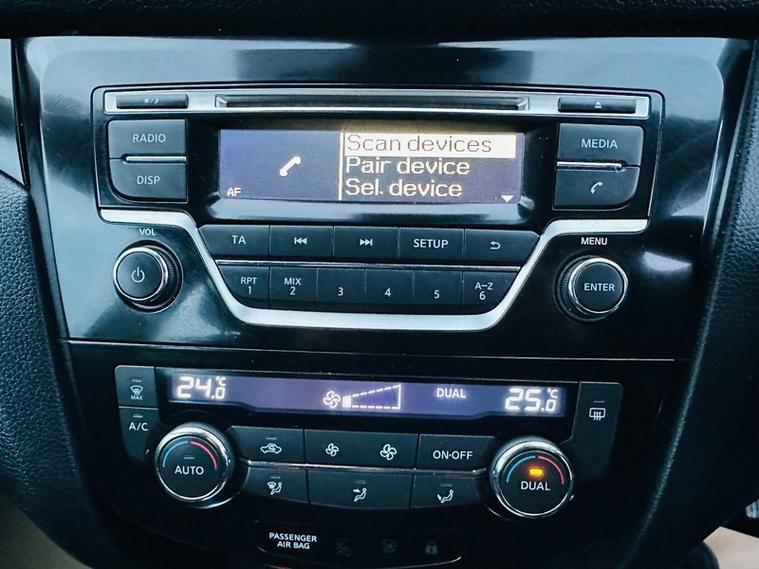 RADIO
DISP
Scan devices
Pair device
Sel. device
AF
MEDIA
VOL
TA
SETUP
MENU
RPT
1
MIX
2
3
4
5
A-Z
6
ENTER
24.0°C
DUAL
25.0°C
MAX
A/C
AUTO
ON·OFF
DUAL
PASSENGER
AIR BAG